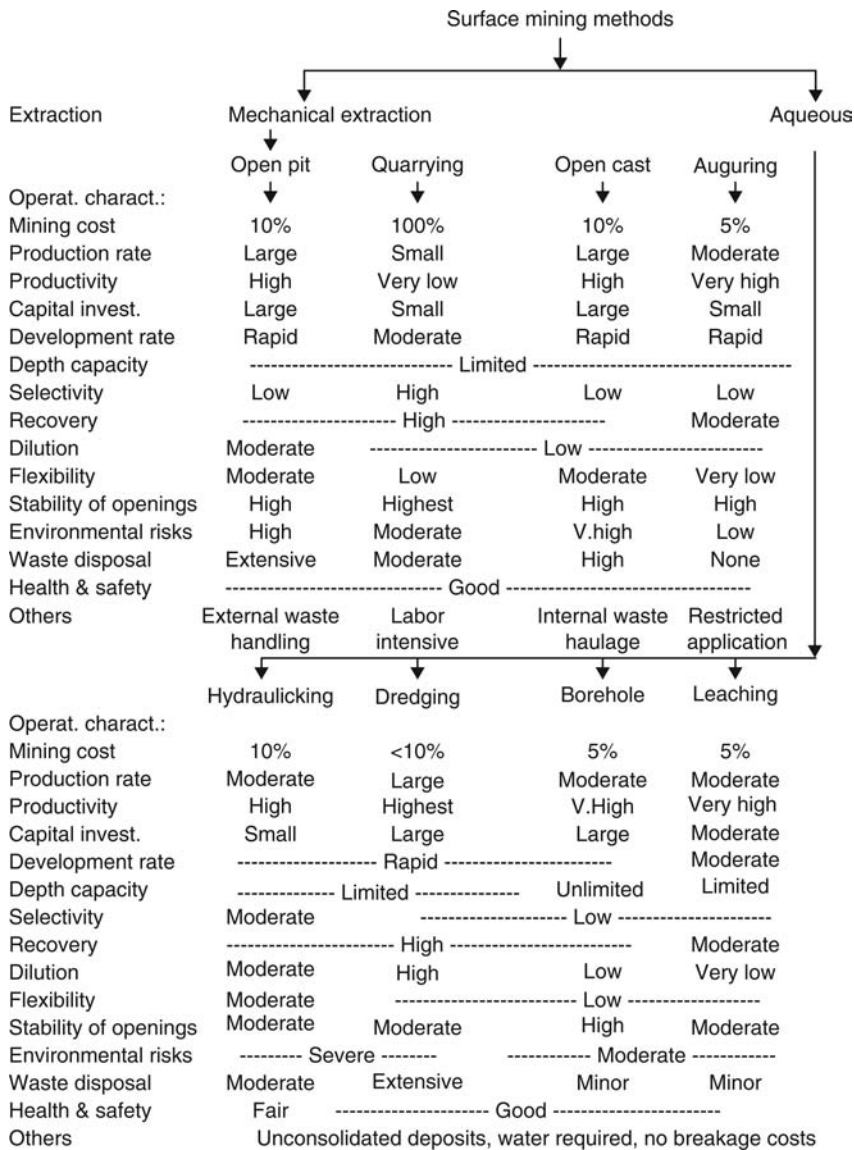 Surface mining methods
Extraction Mechanical extraction Aqueous
Open pit Quarrying Open cast Auguring
Operat. charact.:
Mining cost 10% 100% 10% 5%
Production rate Large Small Large Moderate
Productivity High Very low High Very high
Capital invest. Large Small Large Small
Development rate Rapid Moderate Rapid Rapid
Depth capacity ------------------------------ Limited ------------------------------
Selectivity Low High Low Low
Recovery ---------------------- High ---------------------- Moderate
Dilution Moderate ------------------------- Low -------------------------
Flexibility Moderate Low Moderate Very low
Stability of openings High Highest High High
Environmental risks High Moderate V.high Low
Waste disposal Extensive Moderate High None
Health & safety ------------------------------- Good -------------------------------
Others External waste Labor Internal waste Restricted
handling intensive haulage application
Hydraulicking Dredging Borehole Leaching
Operat. charact.:
Mining cost 10% <10% 5% 5%
Production rate Moderate Large Moderate Moderate
Productivity High Highest V.High Very high
Capital invest. Small Large Large Moderate
Development rate -------------------- Rapid ----------------------- Moderate
Depth capacity -------------- Limited --------------- Unlimited Limited
Selectivity Moderate --------------------- Low ---------------------
Recovery ------------------------ High ------------------------- Moderate
Dilution Moderate High Low Very low
Flexibility Moderate -------------------------- Low ------------------
Stability of openings Moderate Moderate High Moderate
Environmental risks --------- Severe -------- ------------ Moderate ------------
Waste disposal Moderate Extensive Minor Minor
Health & safety Fair ---------------------- Good -----------------------
Others Unconsolidated deposits, water required, no breakage costs